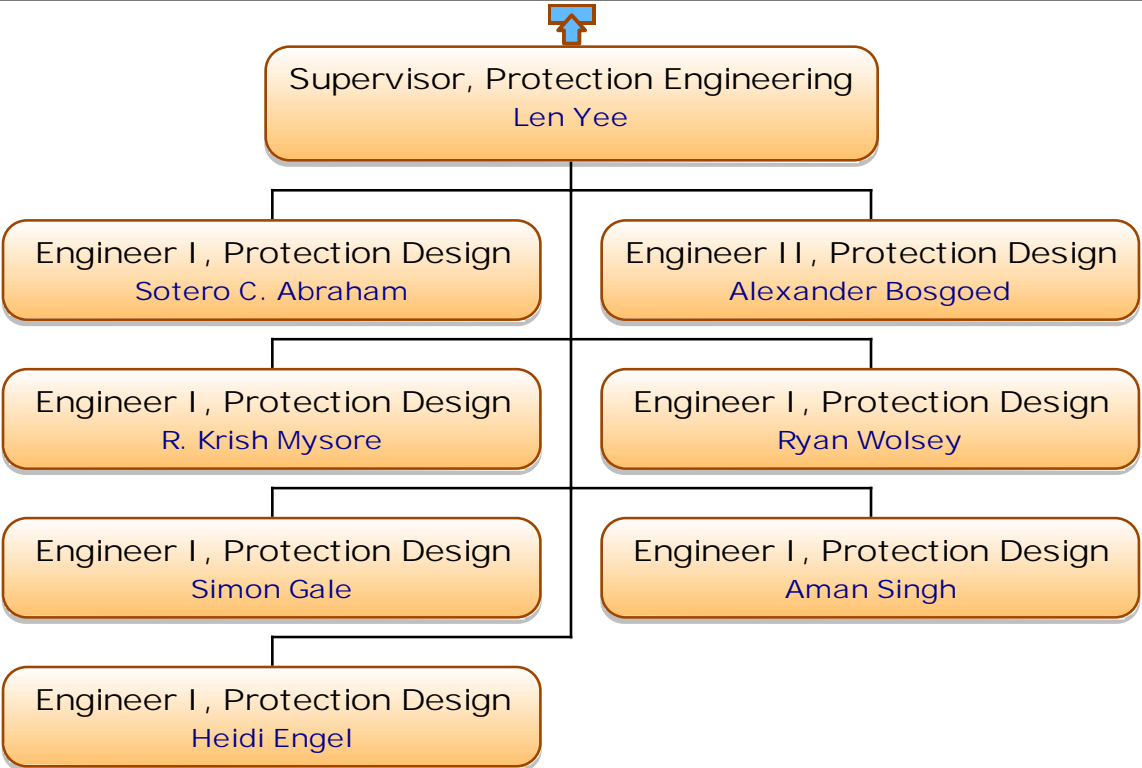 Supervisor, Protection Engineering
Len Yee
Engineer I, Protection Design
Sotero C. Abraham
Engineer II, Protection Design
Alexander Bosgoed
Engineer I, Protection Design
R. Krish Mysore
Engineer I, Protection Design
Ryan Wolsey
Engineer I, Protection Design
Simon Gale
Engineer I, Protection Design
Aman Singh
Engineer I, Protection Design
Heidi Engel